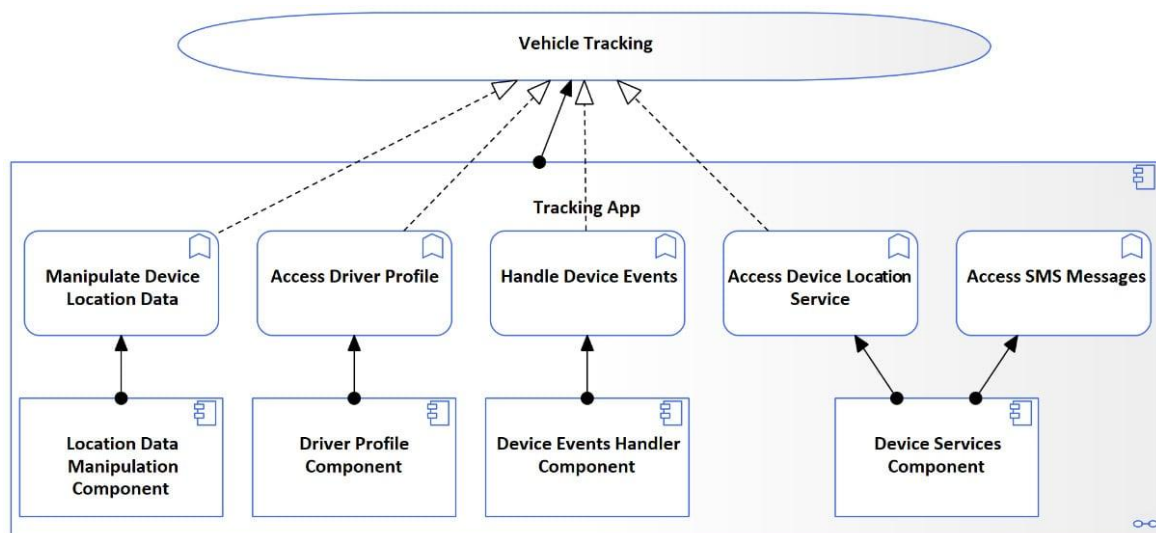 Vehicle Tracking
Tracking App
Manipulate Device
Location Data
Access Driver Profile
Handle Device Events
Access Device Location
Service
Access SMS Messages
Location Data
Manipulation
Component
Driver Profile
Component
Device Events Handler
Component
Device Services
Component